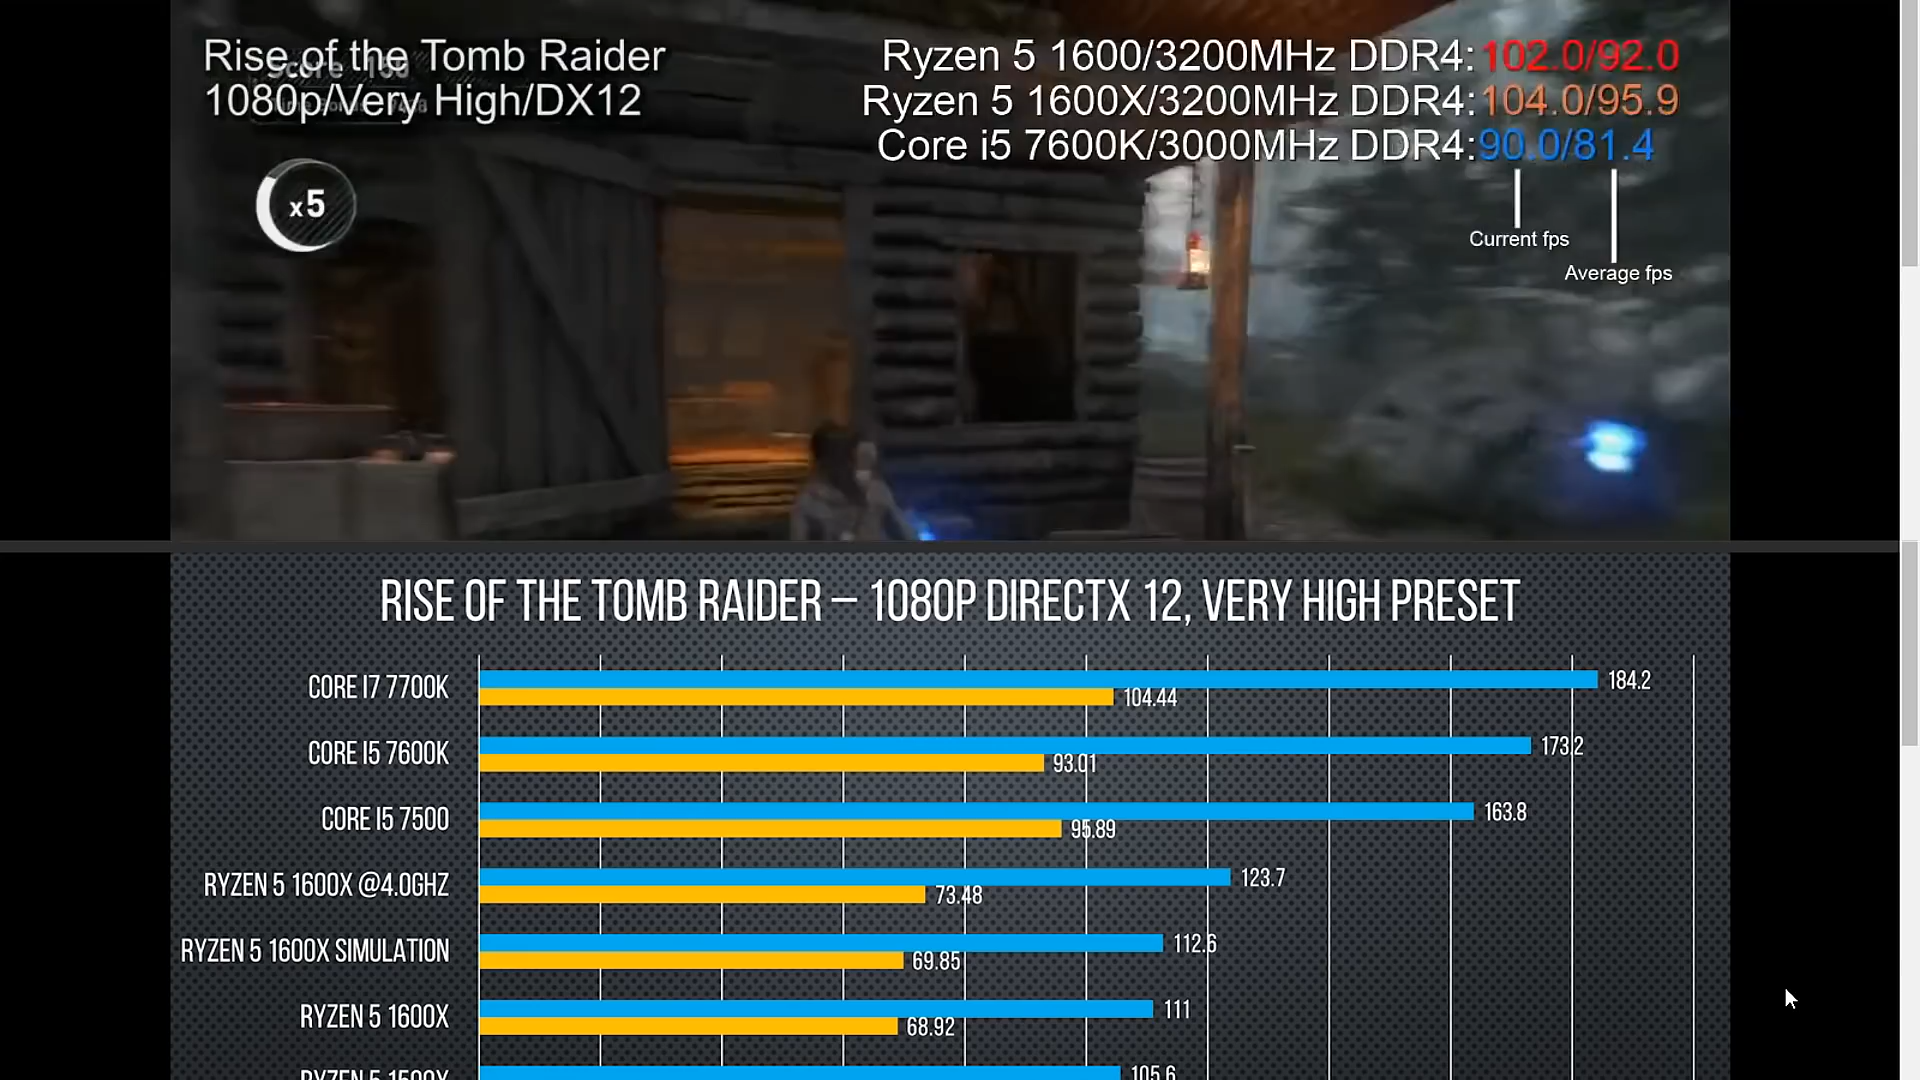 Rise of the Tomb Raider
1080p/Very High/DX12
Ryzen 5 1600/3200MHz DDR4:102.0/92.0
Ryzen 5 1600X/3200MHz DDR4:104.0/95.9
Core i5 7600K/3000MHz DDR4:90.0/81.4
x5
Current fps
Average fps
RISE OF THE TOMB RAIDER – 1080P DIRECTX 12, VERY HIGH PRESET
CORE I7 7700K
184.2
104.44
CORE I5 7600K
173.2
93.01
CORE I5 7500
163.8
95.89
RYZEN 5 1600X @4.0GHZ
123.7
73.48
RYZEN 5 1600X SIMULATION
112.6
69.85
RYZEN 5 1600X
111
68.92
RYZEN 5 1500X
105.6